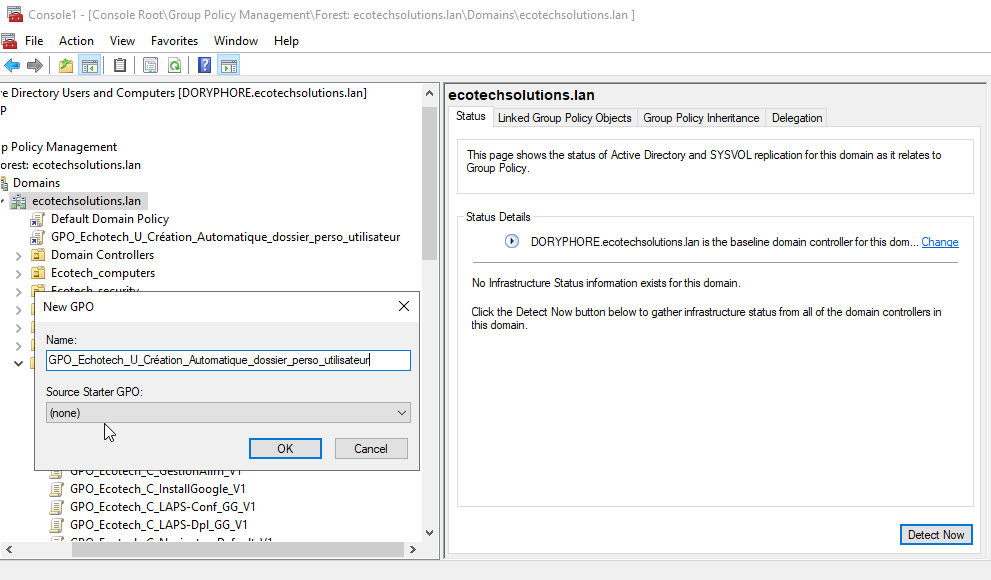 Console1 - [Console Root\Group Policy Management\Forest: ecotechsolutions.lan\Domains\ecotechsolutions.lan ]
File Action View Favorites Window Help
e Directory Users and Computers [DORYPHORE.ecotechsolutions.lan]
P
p Policy Management
orest: ecotechsolutions.lan
Domains
ecotechsolutions.lan
Default Domain Policy
GPO_Echotech_U_Création_Automatique_dossier_perso_utilisateur
Domain Controllers
Ecotech_computers
Ecotech_security
New GPO
Name:
GPO_Echotech_U_Création_Automatique_dossier_perso_utilisateur
Source Starter GPO:
(none)
OK Cancel
GPO_Ecotech_C_GestionAlim_V1
GPO_Ecotech_C_InstallGoogle_V1
GPO_Ecotech_C_LAPS-Conf_GG_V1
GPO_Ecotech_C_LAPS-Dpl_GG_V1
ecotechsolutions.lan
Status Linked Group Policy Objects Group Policy Inheritance Delegation
This page shows the status of Active Directory and SYSVOL replication for this domain as it relates to
Group Policy.
Status Details
DORYPHORE.ecotechsolutions.lan is the baseline domain controller for this dom... Change
No Infrastructure Status information exists for this domain.
Click the Detect Now button below to gather infrastructure status from all of the domain controllers in
this domain.
Detect Now